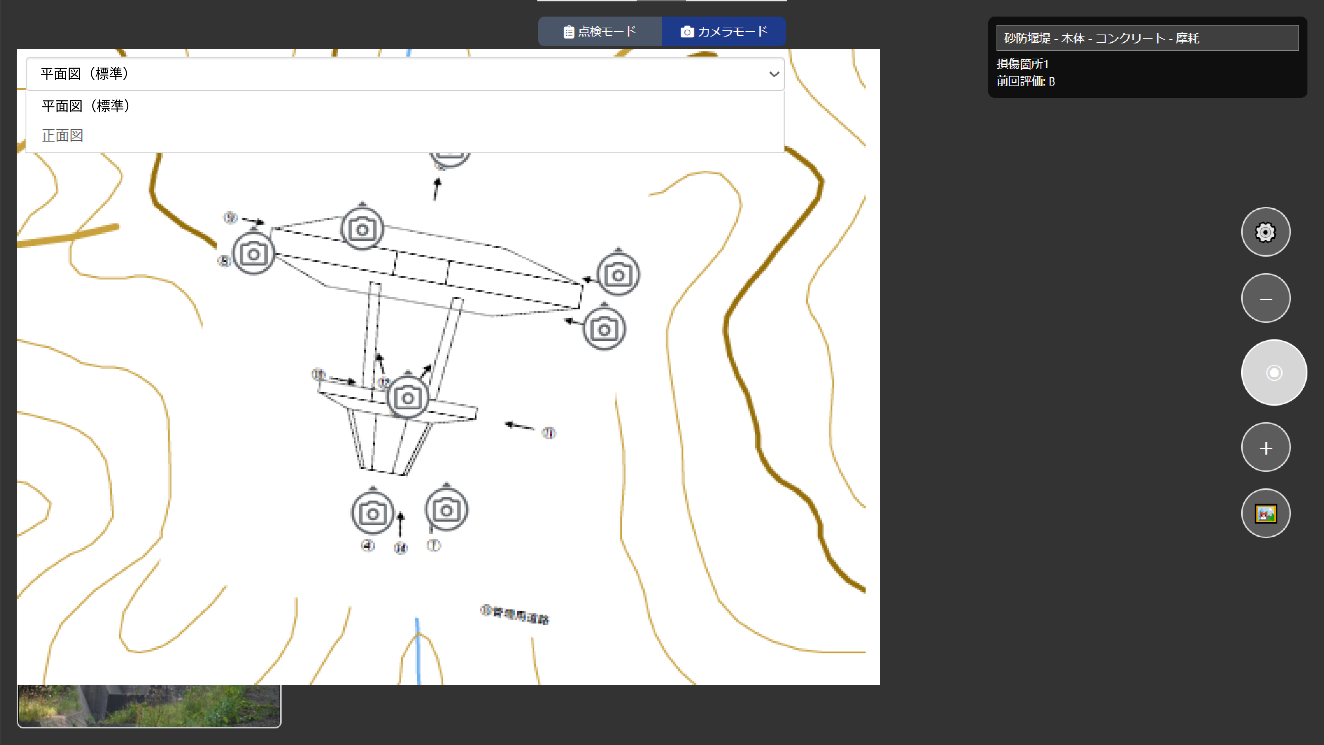 点検モード
カメラモード
砂防堰堤 - 本体 - コンクリート - 摩耗
損傷箇所1
前回評価: B
平面図（標準）
平面図（標準）
正面図
⑨
⑧
⑫
⑪
④
⑭
⑦
管理用道路